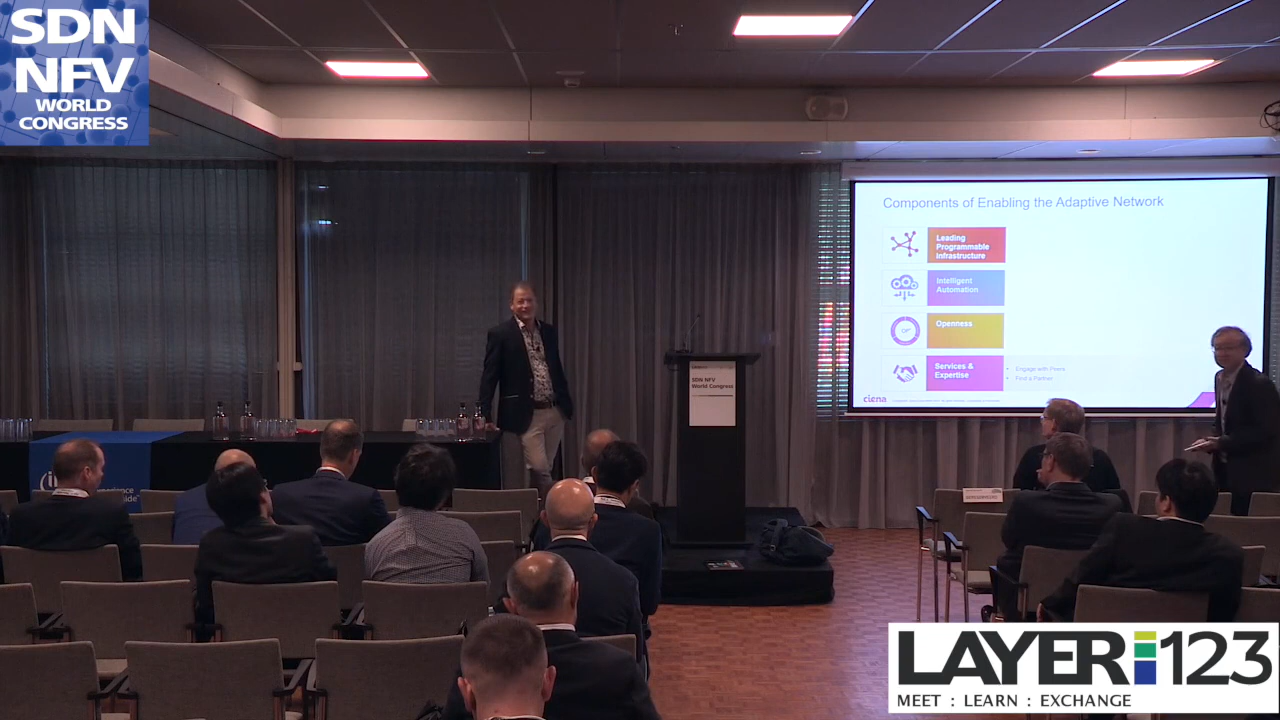 SDN
NFV
WORLD
CONGRESS
Components of Enabling the Adaptive Network
Leading
Programmable
Infrastructure
Intelligent
Automation
Openness
Services &
Expertise
• Engage with Peers
• Find a Partner
ciena
SDN NFV
World Congress
LAYER123
MEET : LEARN : EXCHANGE